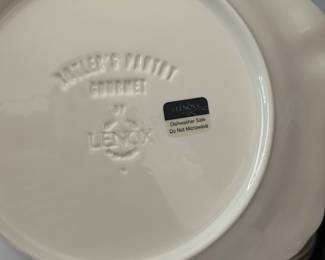 BUTLER'S PANTRY
GOURMET
BY
LENOX
LENOX
Dishwasher Safe
Do Not Microwave